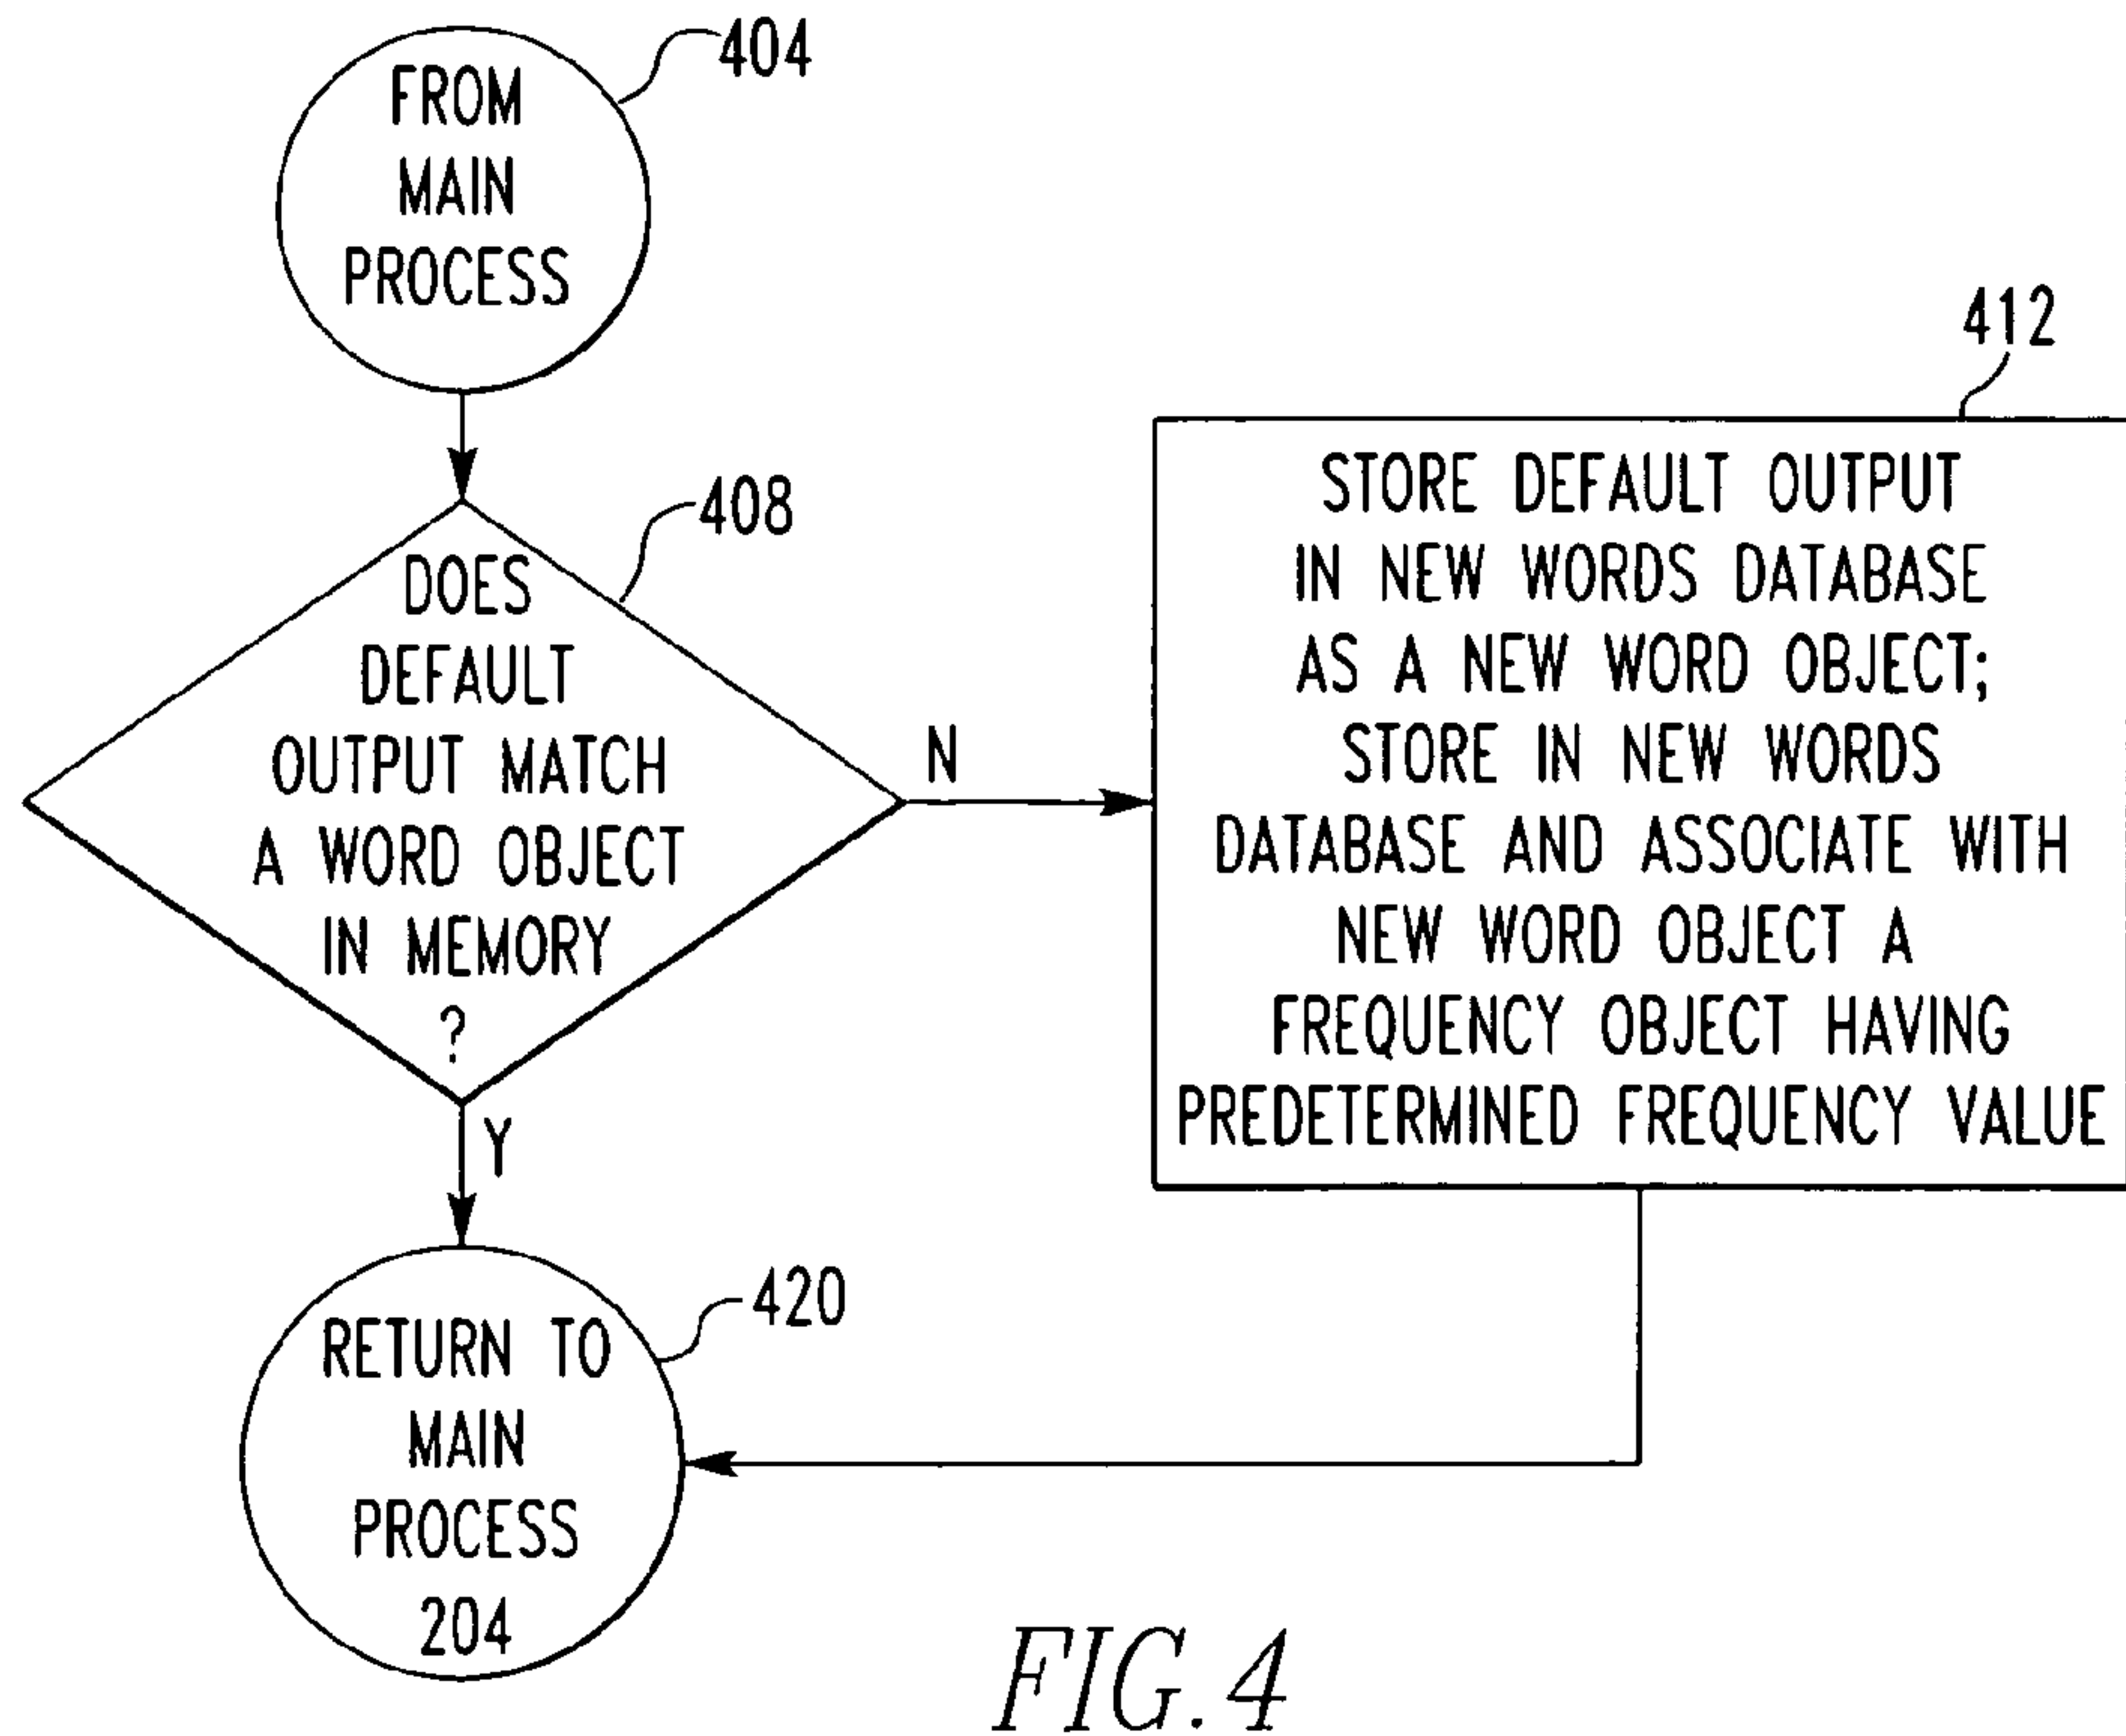 404
FROM
MAIN
PROCESS
408
DOES
DEFAULT
OUTPUT MATCH
A WORD OBJECT
IN MEMORY
?
N
Y
412
STORE DEFAULT OUTPUT
IN NEW WORDS DATABASE
AS A NEW WORD OBJECT;
STORE IN NEW WORDS
DATABASE AND ASSOCIATE WITH
NEW WORD OBJECT A
FREQUENCY OBJECT HAVING
PREDETERMINED FREQUENCY VALUE
420
RETURN TO
MAIN
PROCESS
204
FIG.4